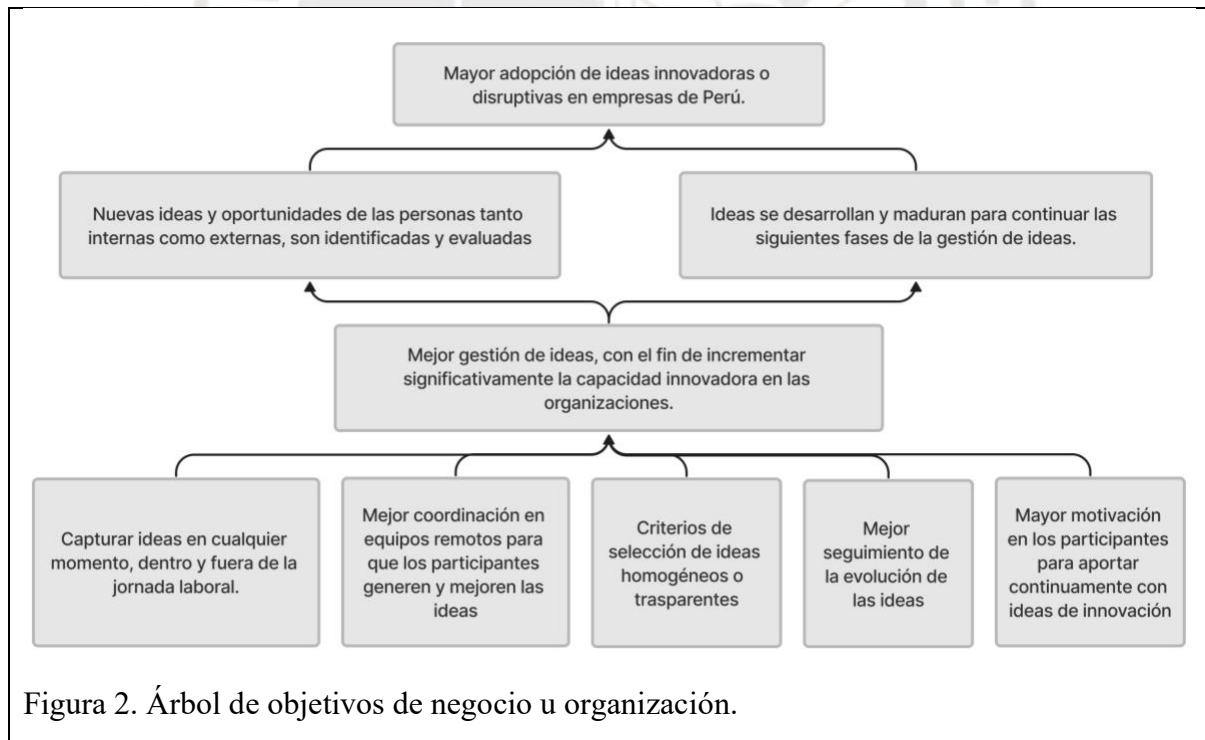 Mayor adopción de ideas innovadoras o
disruptivas en empresas de Perú.
Nuevas ideas y oportunidades de las personas tanto
internas como externas, son identificadas y evaluadas
Ideas se desarrollan y maduran para continuar las
siguientes fases de la gestión de ideas.
Mejor gestión de ideas, con el fin de incrementar
significativamente la capacidad innovadora en las
organizaciones.
Capturar ideas en cualquier
momento, dentro y fuera de la
jornada laboral.
Mejor coordinación en
equipos remotos para
que los participantes
generen y mejoren las
ideas
Criterios de
selección de ideas
homogéneos o
trasparentes
Mejor
seguimiento de
la evolución de
las ideas
Mayor motivación
en los participantes
para aportar
continuamente con
ideas de innovación
Figura 2. Árbol de objetivos de negocio u organización.